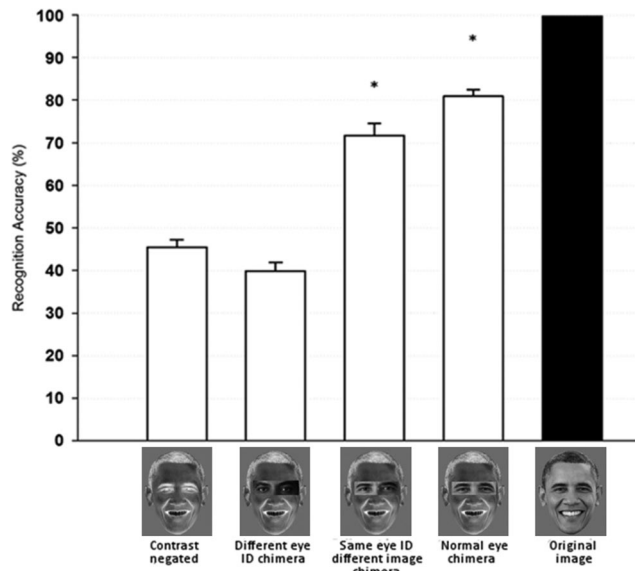 100
90
80
70
60
50
40
30
20
10
0
Recognition Accuracy (%)
*
*
Contrast
negated
Different eye
ID chimera
Same eye ID
different image
chimera
Normal eye
chimera
Original
image